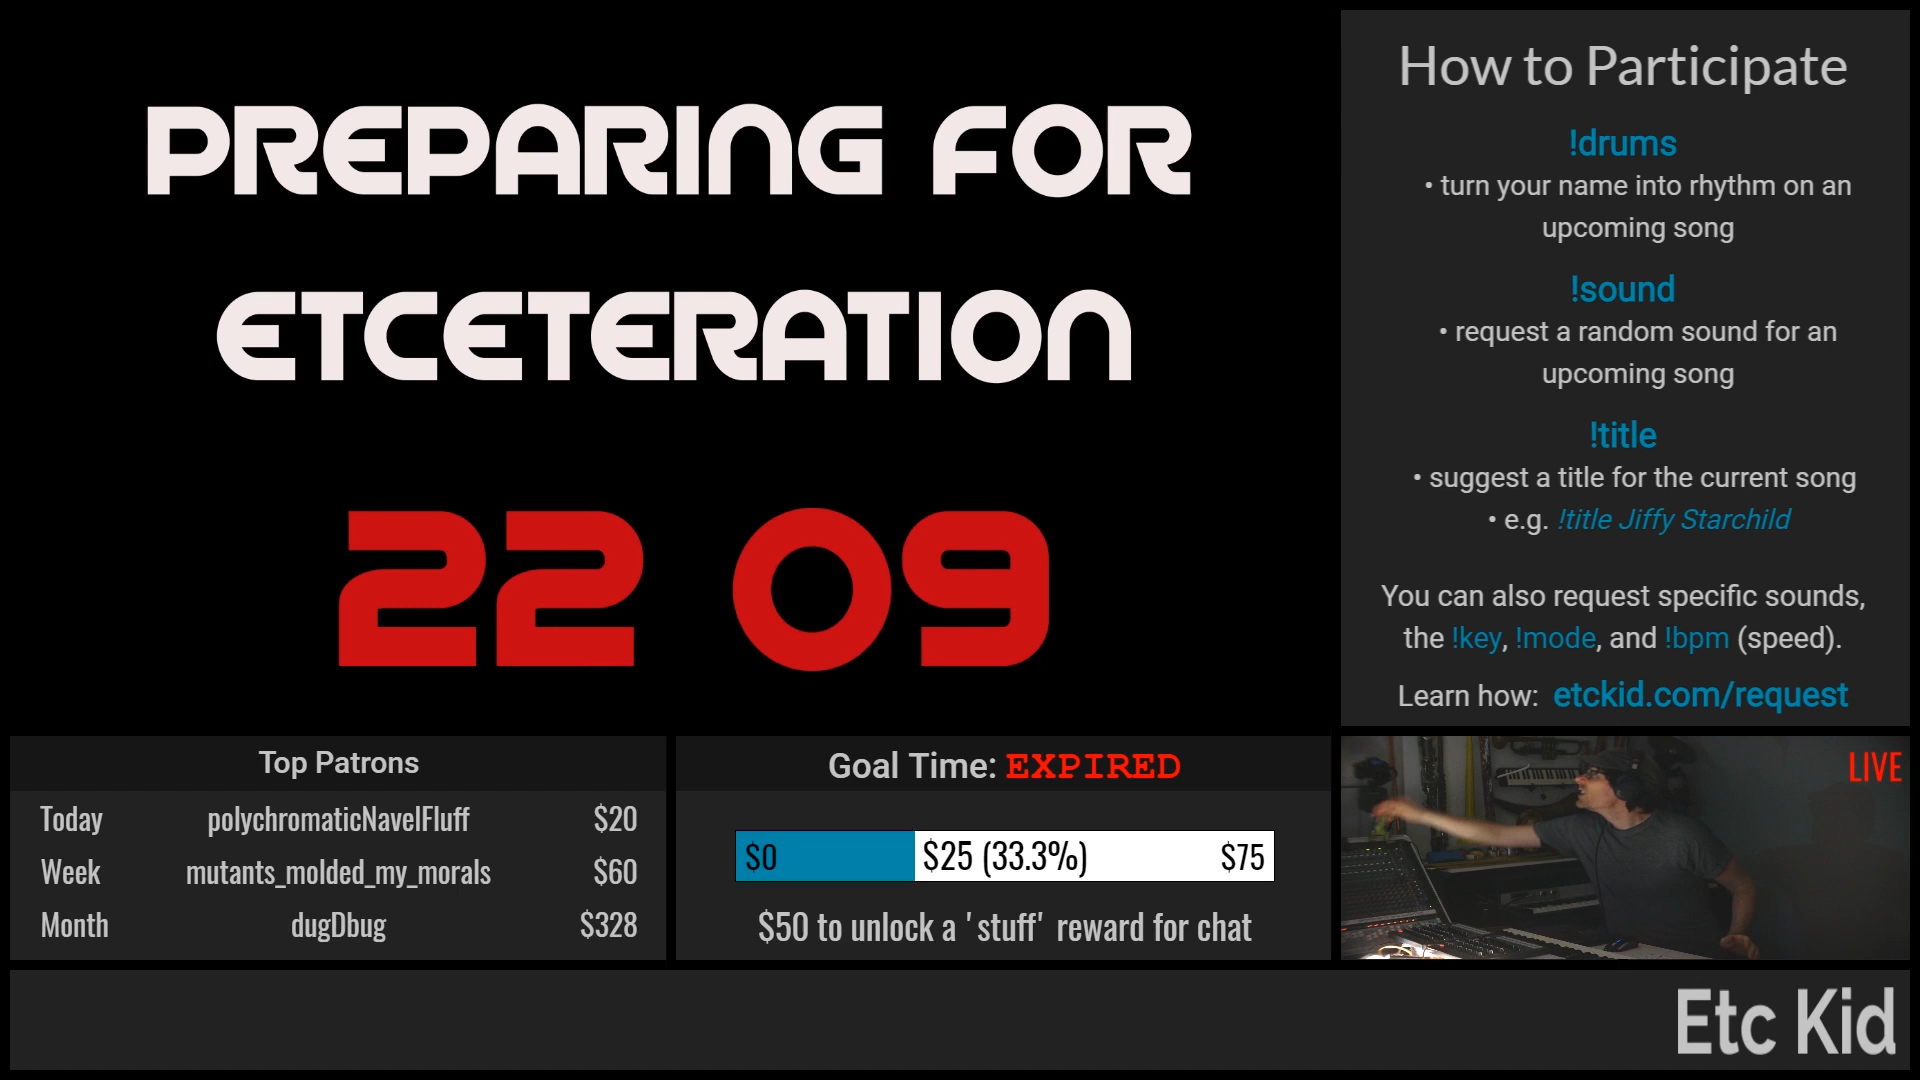 PREPARING FOR
ETCETERATION
22 09
How to Participate
!drums
• turn your name into rhythm on an
upcoming song
!sound
• request a random sound for an
upcoming song
!title
• suggest a title for the current song
• e.g. !title Jiffy Starchild
You can also request specific sounds,
the !key, !mode, and !bpm (speed).
Learn how: etckid.com/request
Top Patrons
Today polychromaticNavelFluff $20
Week mutants_molded_my_morals $60
Month dugDbug $328
Goal Time: EXPIRED
$0 $25 (33.3%) $75
$50 to unlock a 'stuff' reward for chat
LIVE
Etc Kid